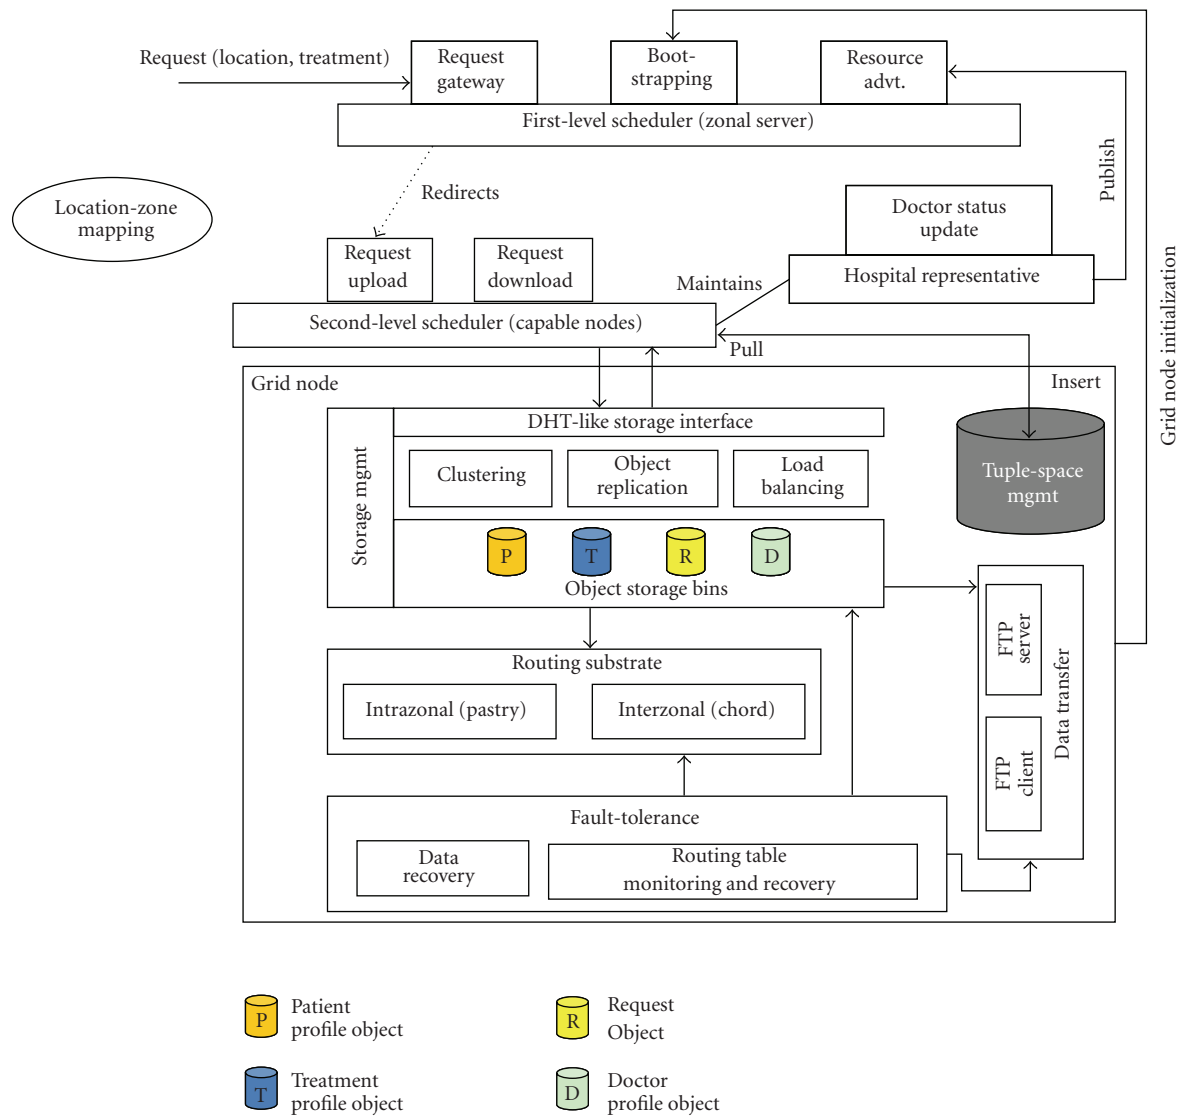 Request (location, treatment)
Request
gateway
Boot-
strapping
Resource
advt.
First-level scheduler (zonal server)
Redirects
Location-zone
mapping
Publish
Doctor status
update
Hospital representative
Request
upload
Request
download
Maintains
Second-level scheduler (capable nodes)
Pull
Grid node initialization
Grid node
Insert
Storage mgmt
DHT-like storage interface
Clustering
Object
replication
Load
balancing
Tuple-space
mgmt
P
T
R
D
Object storage bins
FTP
server
Data transfer
FTP
client
Routing substrate
Intrazonal (pastry)
Interzonal (chord)
Fault-tolerance
Data
recovery
Routing table
monitoring and recovery
P
Patient
profile object
R
Request
Object
T
Treatment
profile object
D
Doctor
profile object